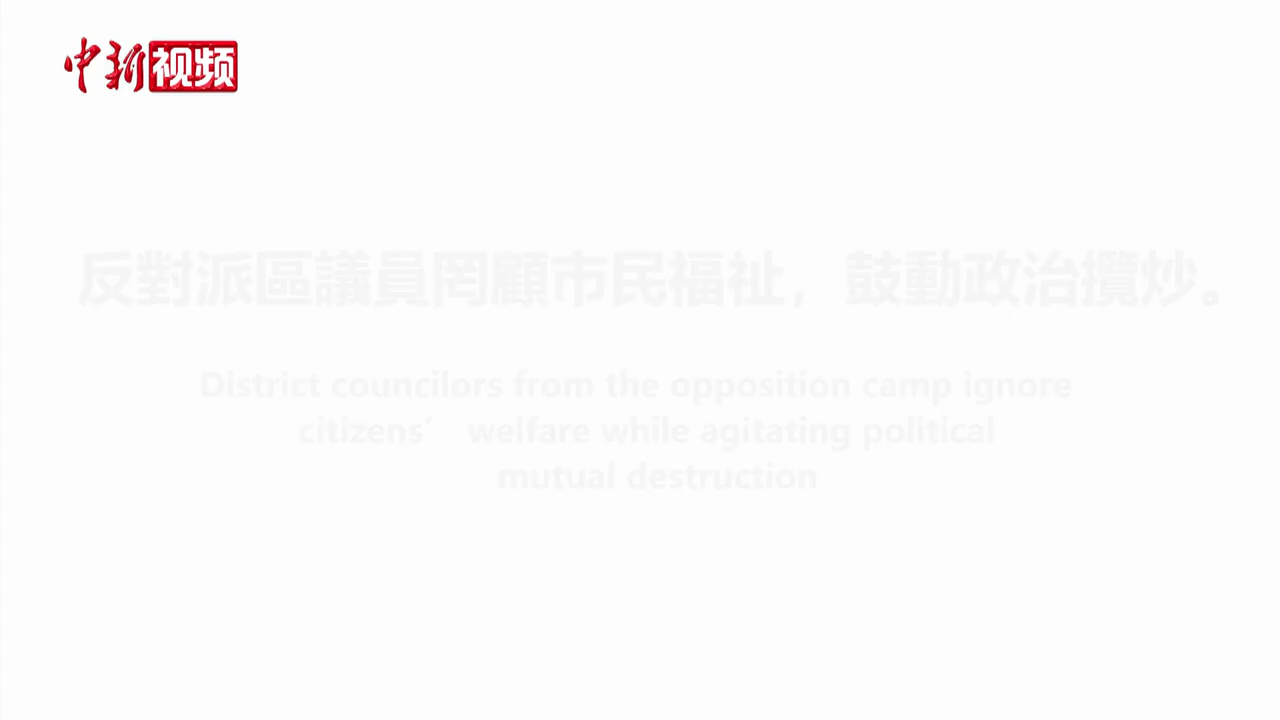 中新视频
反對派區議員罔顧市民福祉，鼓動政治攬炒。
District councilors from the opposition camp ignore
citizens’ welfare while agitating political
mutual destruction